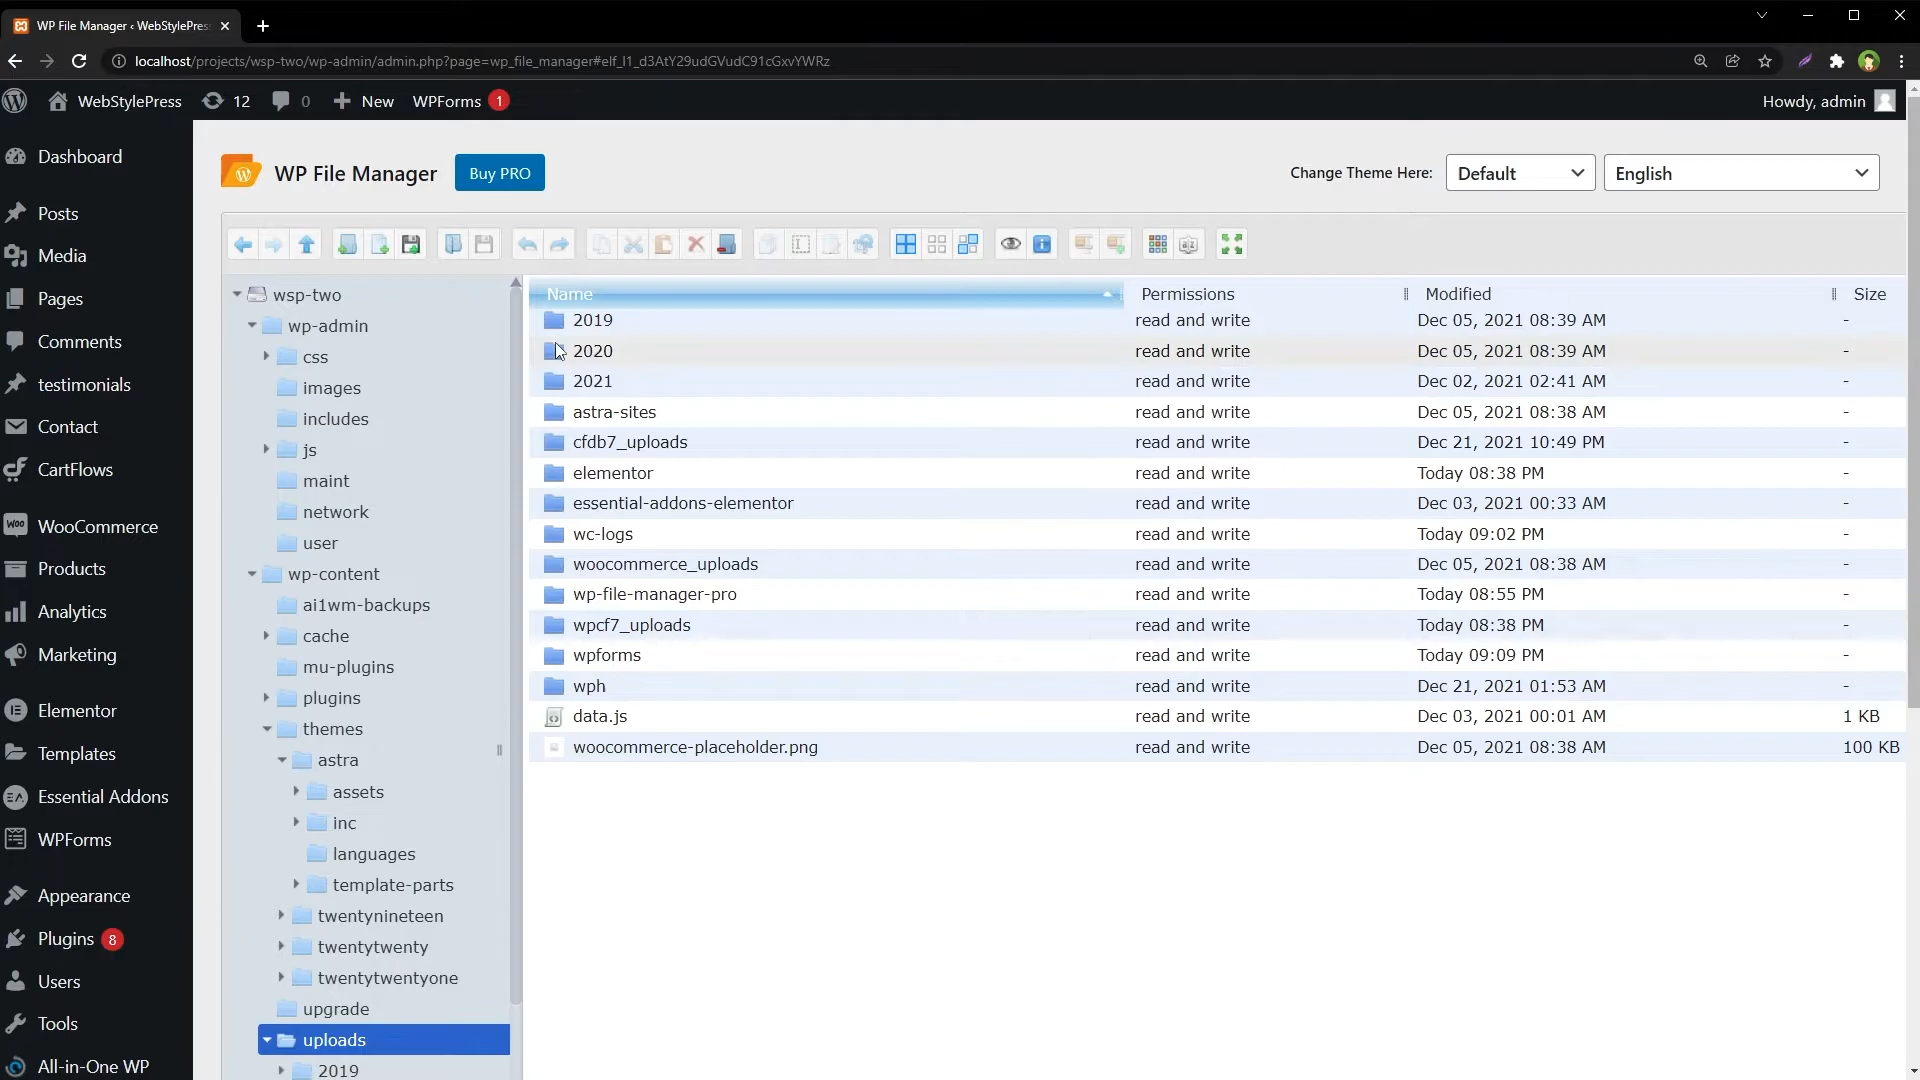 WP File Manager ‹ WebStylePres
localhost/projects/wsp-two/wp-admin/admin.php?page=wp_file_manager#elf_l1_d3AtY29udGVudC91cGxvYWRz
WebStylePress 12 0 New WPForms 1 Howdy, admin
Dashboard
Posts
Media
Pages
Comments
testimonials
Contact
CartFlows
WooCommerce
Products
Analytics
Marketing
Elementor
Templates
Essential Addons
WPForms
Appearance
Plugins 8
Users
Tools
All-in-One WP
WP File Manager Buy PRO Change Theme Here: Default English
wsp-two
wp-admin
css
images
includes
js
maint
network
user
wp-content
ai1wm-backups
cache
mu-plugins
plugins
themes
astra
assets
inc
languages
template-parts
twentynineteen
twentytwenty
twentytwentyone
upgrade
uploads
2019
Name Permissions Modified Size
2019 read and write Dec 05, 2021 08:39 AM -
2020 read and write Dec 05, 2021 08:39 AM -
2021 read and write Dec 02, 2021 02:41 AM -
astra-sites read and write Dec 05, 2021 08:38 AM -
cfdb7_uploads read and write Dec 21, 2021 10:49 PM -
elementor read and write Today 08:38 PM -
essential-addons-elementor read and write Dec 03, 2021 00:33 AM -
wc-logs read and write Today 09:02 PM -
woocommerce_uploads read and write Dec 05, 2021 08:38 AM -
wp-file-manager-pro read and write Today 08:55 PM -
wpcf7_uploads read and write Today 08:38 PM -
wpforms read and write Today 09:09 PM -
wph read and write Dec 21, 2021 01:53 AM -
data.js read and write Dec 03, 2021 00:01 AM 1 KB
woocommerce-placeholder.png read and write Dec 05, 2021 08:38 AM 100 KB